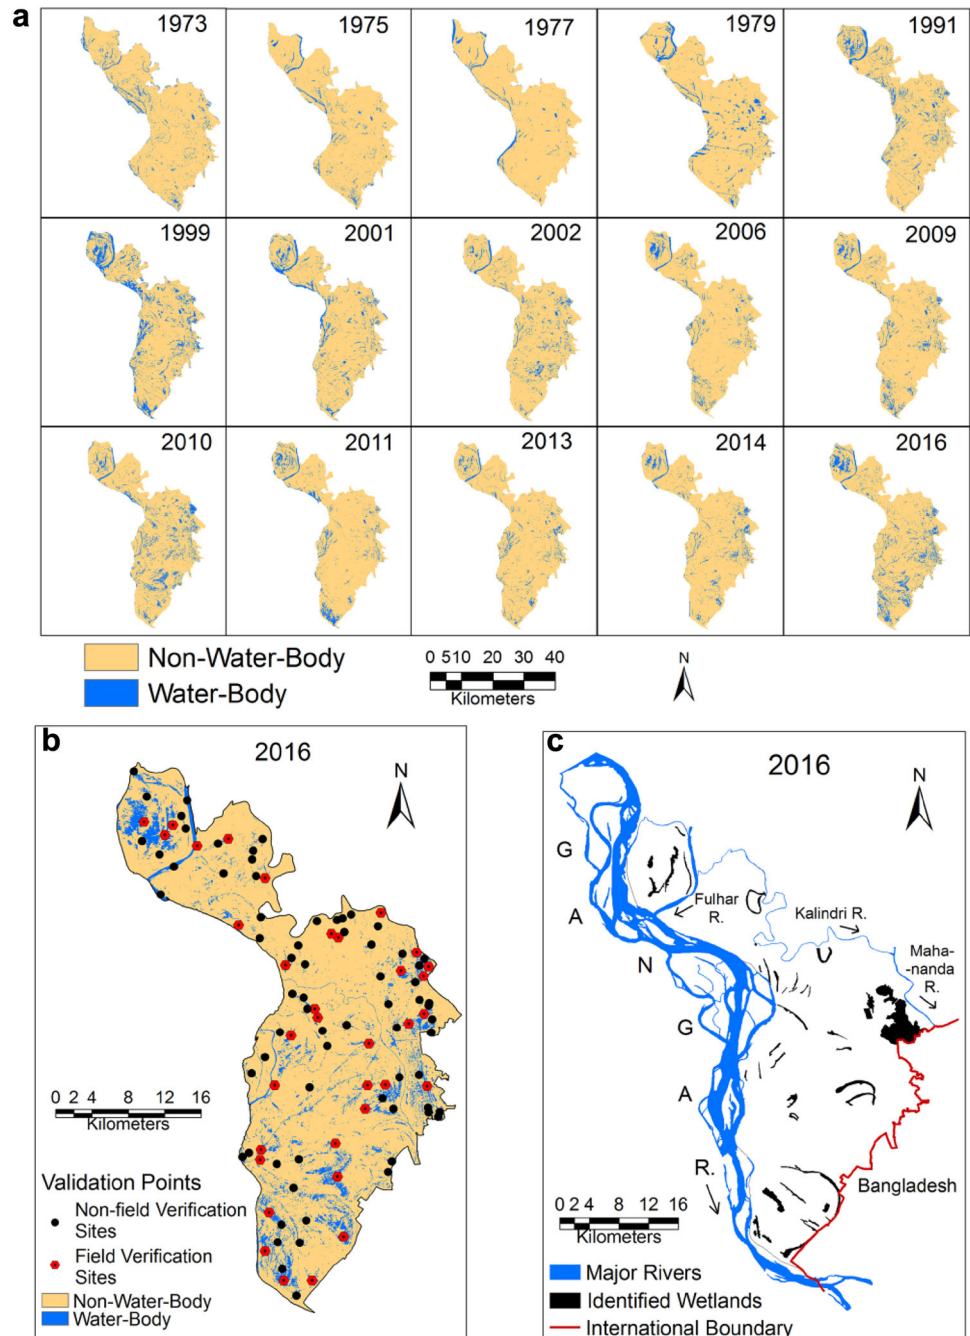 a
1973
1975
1977
1979
1991
1999
2001
2002
2006
2009
2010
2011
2013
2014
2016
Non-Water-Body
Water-Body
0 510 20 30 40
Kilometers
N
b
2016
N
0 2 4 8 12 16
Kilometers
Validation Points
Non-field Verification
Sites
Field Verification
Sites
Non-Water-Body
Water-Body
c
2016
N
G
A
N
G
A
R.
Fulhar
R.
Kalindri R.
Maha-
-nanda
R.
Bangladesh
0 2 4 8 12 16
Kilometers
Major Rivers
Identified Wetlands
International Boundary